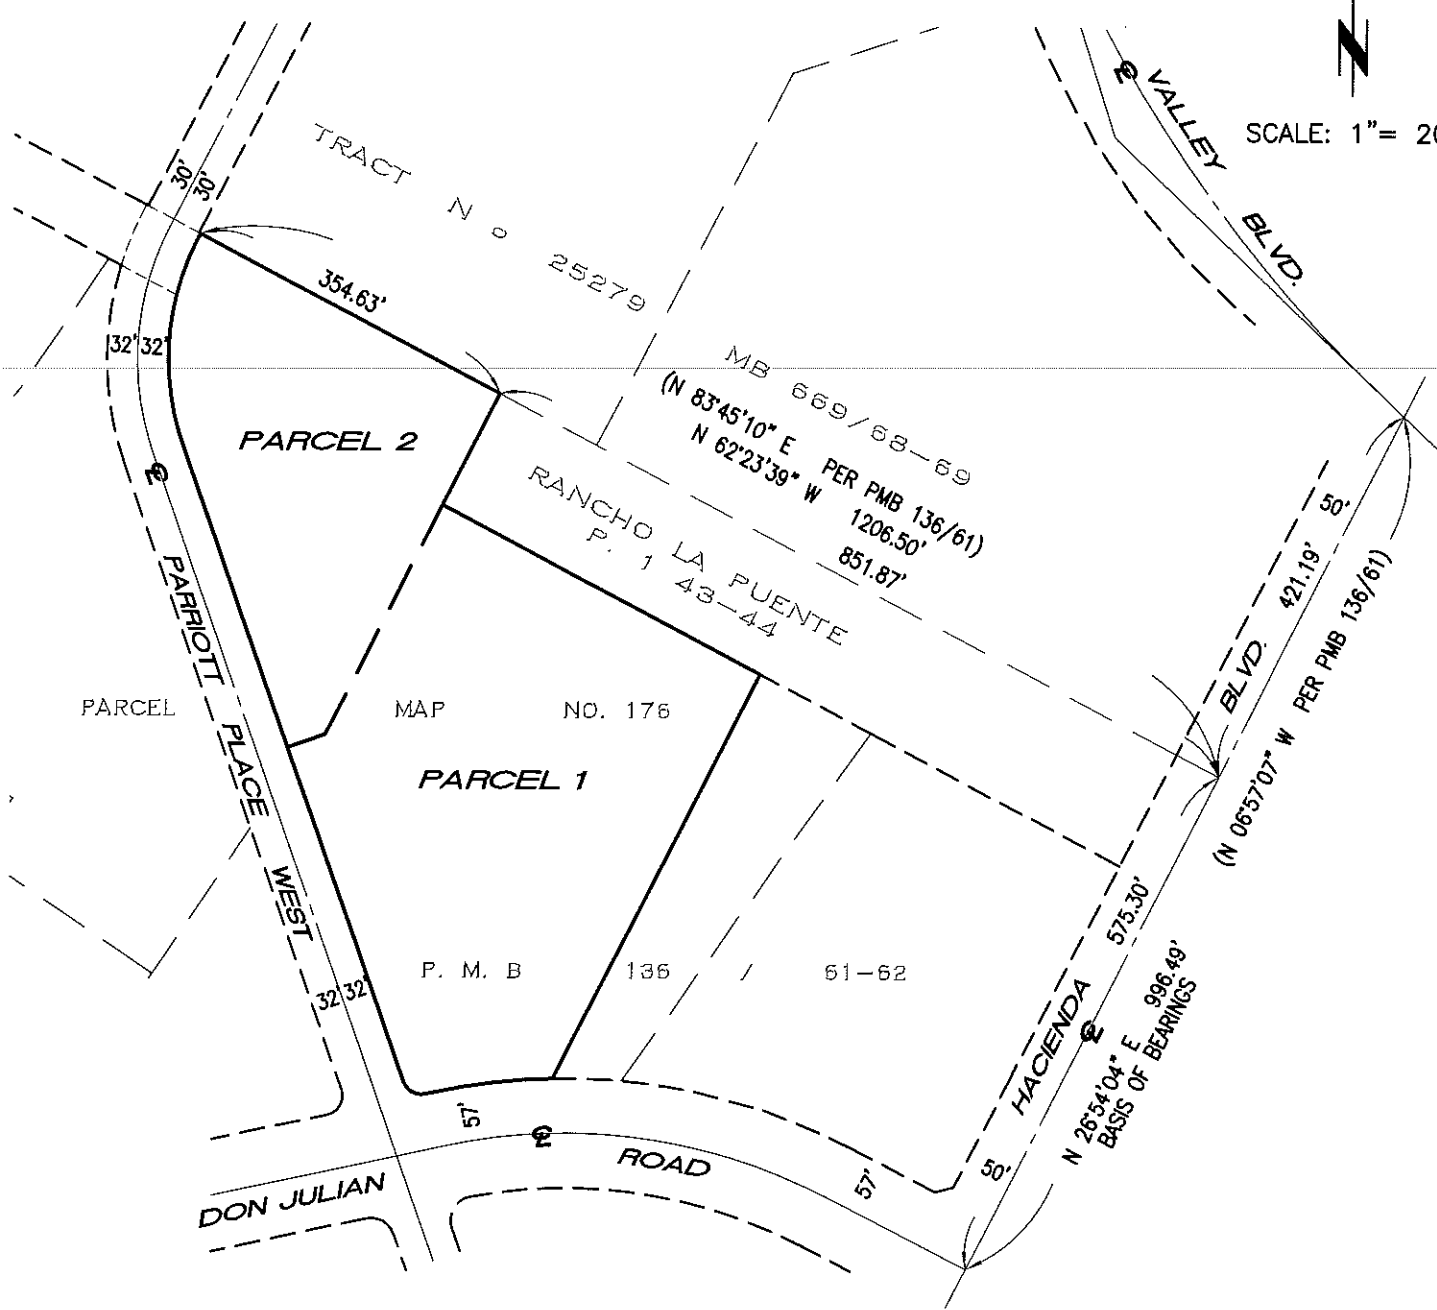 N
SCALE: 1"= 2
VALLEY
BLVD.
30'
30'
TRACT No 25279
354.63'
32' 32'
PARCEL 2
MB 669/68-69
(N 83°45'10" E PER PMB 136/61)
N 62°23'39" W 1206.50'
851.87'
RANCHO LA PUENTE
P. 1 43-44
50'
421.19'
BLVD.
(N 06°57'07" W PER PMB 136/61)
PARRIOTT PLACE WEST
PARCEL MAP NO. 176
PARCEL 1
P. M. B 136 / 61-62
32' 32'
575.30'
HACIENDA
N 26°54'04" E 996.49'
BASIS OF BEARINGS
57'
ROAD
57'
50'
DON JULIAN